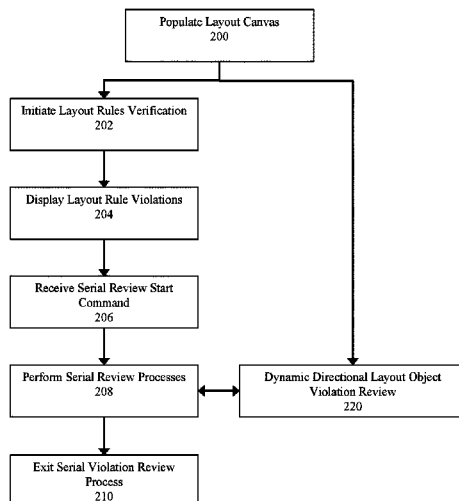 Populate Layout Canvas
200
Initiate Layout Rules Verification
202
Display Layout Rule Violations
204
Receive Serial Review Start
Command
206
Perform Serial Review Processes
208
Dynamic Directional Layout Object
Violation Review
220
Exit Serial Violation Review
Process
210